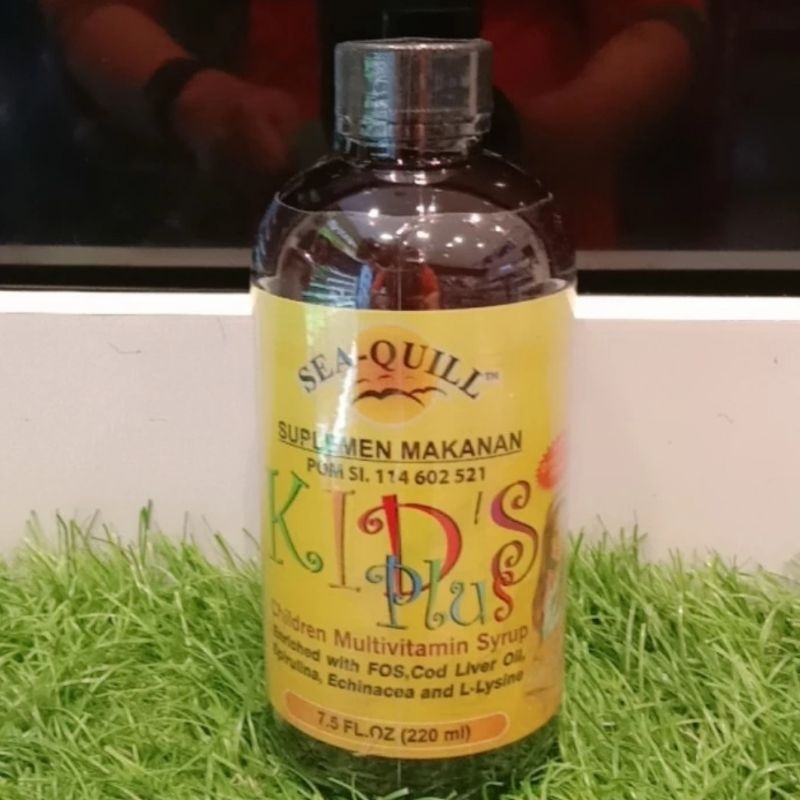 SEA-QUILL™
SUPLEMEN MAKANAN
POM SI. 114 602 521
KID'S
Plus
Children Multivitamin Syrup
Enriched with FOS,Cod Liver Oil,
Spirulina, Echinacea and L-Lysine
7.5 FL.OZ (220 ml)